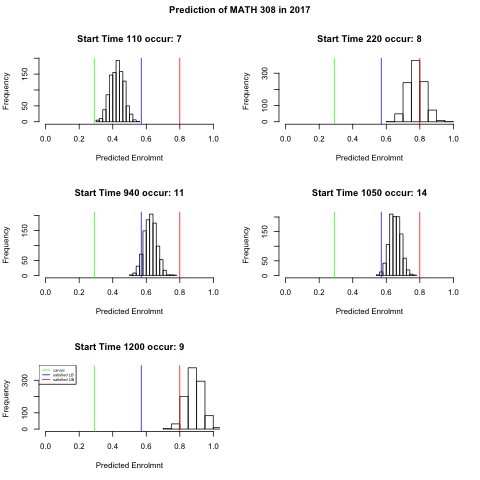 Prediction of MATH 308 in 2017
Start Time 110 occur: 7
Frequency
0 50 150
0.0 0.2 0.4 0.6 0.8 1.0
Predicted Enrolmnt
Start Time 220 occur: 8
Frequency
0 100 300
0.0 0.2 0.4 0.6 0.8 1.0
Predicted Enrolmnt
Start Time 940 occur: 11
Frequency
0 50 150
0.0 0.2 0.4 0.6 0.8 1.0
Predicted Enrolmnt
Start Time 1050 occur: 14
Frequency
0 50 150
0.0 0.2 0.4 0.6 0.8 1.0
Predicted Enrolmnt
Start Time 1200 occur: 9
Frequency
0 100 300
satisfied LB
satisfied UB
0.0 0.2 0.4 0.6 0.8 1.0
Predicted Enrolmnt